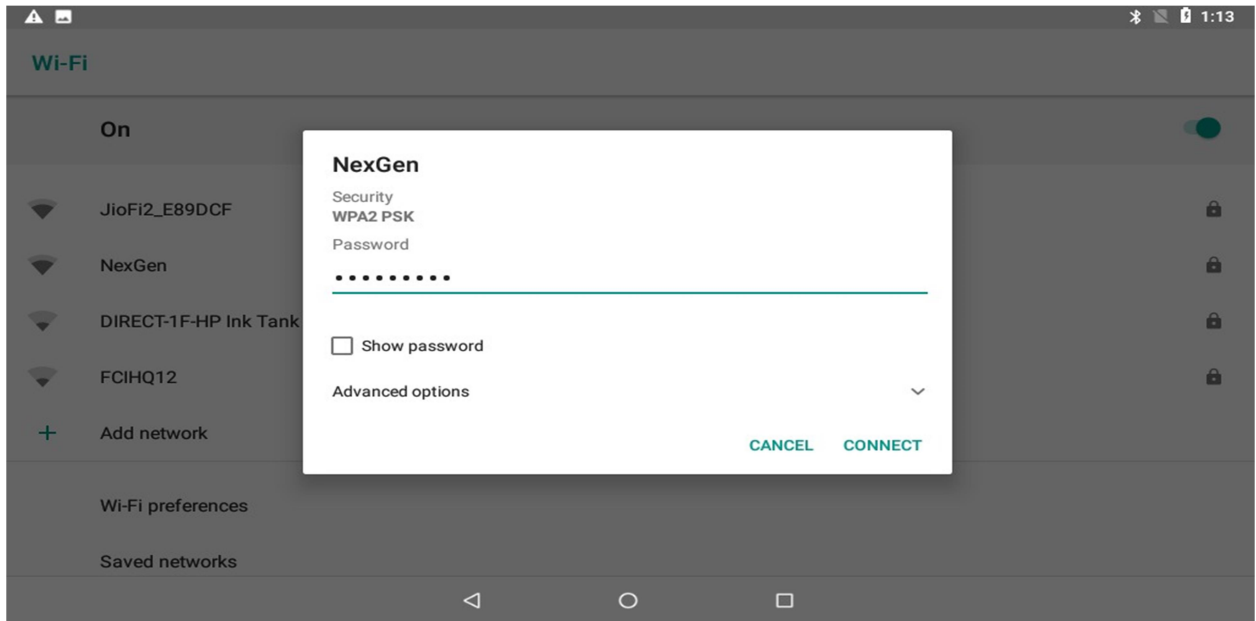 1:13
Wi-Fi
On
NexGen
Security
WPA2 PSK
Password
•••••••••
Show password
Advanced options
CANCEL CONNECT
JioFi2_E89DCF
NexGen
DIRECT-1F-HP Ink Tank
FCIHQ12
Add network
Wi-Fi preferences
Saved networks